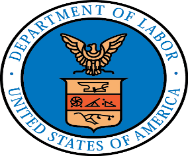 DEPARTMENT OF LABOR
UNITED STATES OF AMERICA